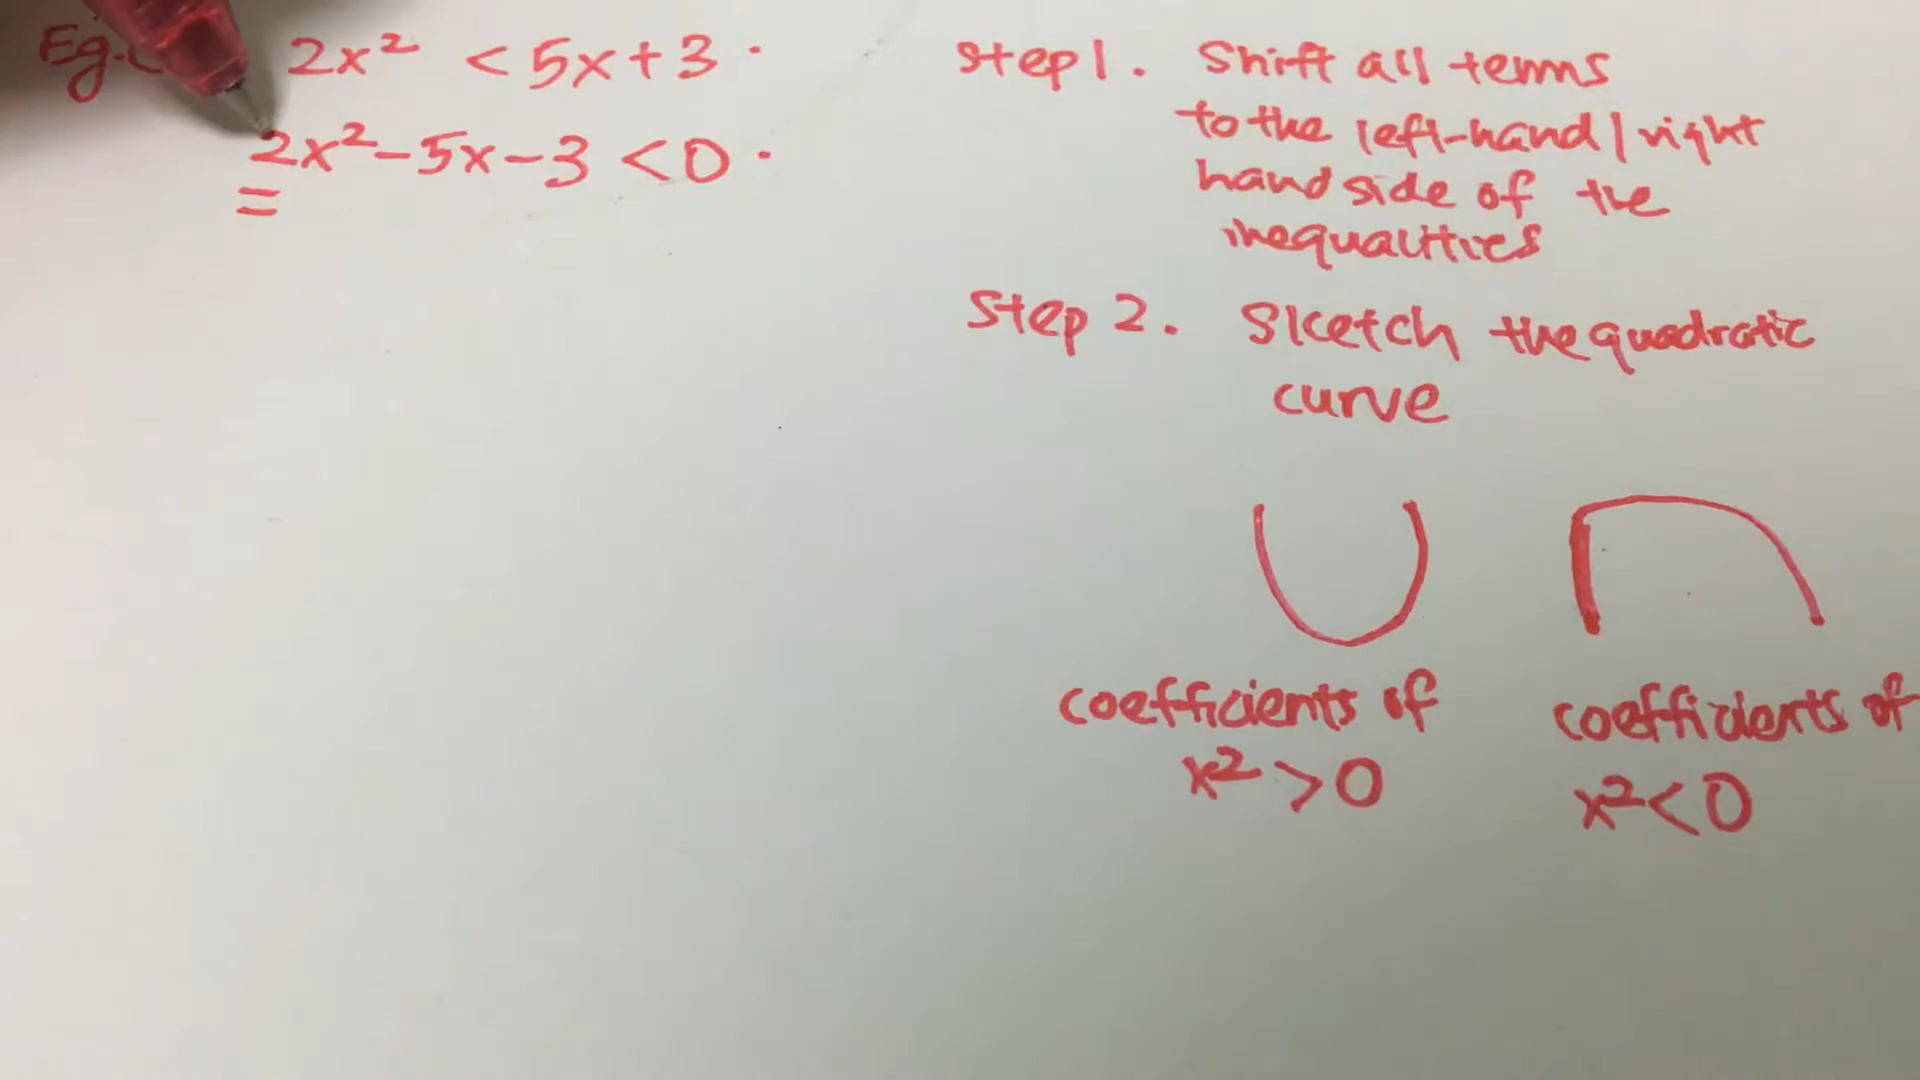 Eg.
2x² < 5x + 3 .
2x² - 5x - 3 < 0 .
=
Step 1. Shift all terms
to the left-hand / right
hand side of the
inequalities
Step 2. Sketch the quadratic
curve
coefficients of
x² > 0
coefficients of
x² < 0